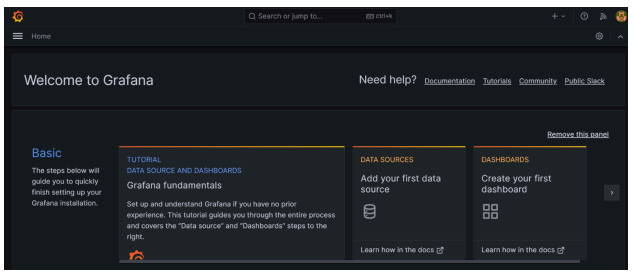 Search or jump to...
ctrl+k
Home
Welcome to Grafana
Need help?
Documentation
Tutorials
Community
Public Slack
Remove this panel
Basic
The steps below will
guide you to quickly
finish setting up your
Grafana installation.
TUTORIAL
DATA SOURCE AND DASHBOARDS
Grafana fundamentals
Set up and understand Grafana if you have no prior
experience. This tutorial guides you through the entire process
and covers the "Data source" and "Dashboards" steps to the
right.
DATA SOURCES
Add your first data
source
Learn how in the docs
DASHBOARDS
Create your first
dashboard
Learn how in the docs